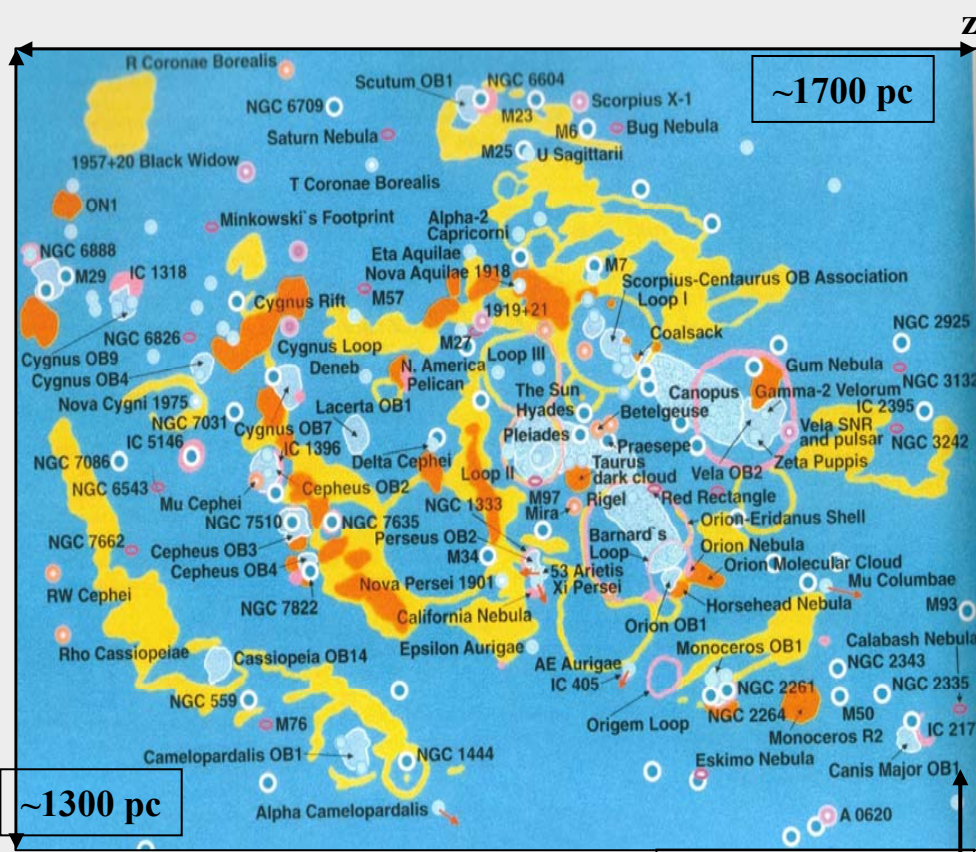 z
R Coronae Borealis
Scutum OB1
NGC 6604
~1700 pc
NGC 6709
M23
Scorpius X-1
Saturn Nebula
M6
Bug Nebula
1957+20 Black Widow
M25
U Sagittarii
T Coronae Borealis
ON1
Minkowski`s Footprint
Alpha-2
Capricorni
NGC 6888
Eta Aquilae
M29
IC 1318
Nova Aquilae 1918
M7
Scorpius-Centaurus OB Association
Cygnus Rift
M57
1919+21
Loop I
NGC 6826
Coalsack
NGC 2925
Cygnus OB9
Cygnus Loop
M27
Loop III
Cygnus OB4
Deneb
N. America
Pelican
Gum Nebula
NGC 3132
Nova Cygni 1975
Lacerta OB1
The Sun
Hyades
Canopus
Gamma-2 Velorum
IC 2395
NGC 7031
Cygnus OB7
Betelgeuse
Vela SNR
and pulsar
IC 5146
IC 1396
Pleiades
Praesepe
NGC 3242
NGC 7086
Delta Cephei
Loop II
Taurus
dark cloud
Vela OB2
Zeta Puppis
NGC 6543
Mu Cephei
Cepheus OB2
NGC 1333
M97
Mira
Rigel
Red Rectangle
NGC 7510
NGC 7635
Perseus OB2
Barnard`s
Loop
Orion-Eridanus Shell
NGC 7662
Cepheus OB3
M34
Orion Nebula
Cepheus OB4
53 Arietis
Orion Molecular Cloud
RW Cephei
Nova Persei 1901
Xi Persei
Mu Columbae
NGC 7822
California Nebula
Horsehead Nebula
M93
Orion OB1
Rho Cassiopeiae
Cassiopeia OB14
Epsilon Aurigae
Monoceros OB1
Calabash Nebula
AE Aurigae
NGC 2343
NGC 559
IC 405
NGC 2261
NGC 2335
M76
Origem Loop
NGC 2264
M50
Monoceros R2
IC 217
Camelopardalis OB1
NGC 1444
Eskimo Nebula
Canis Major OB1
~1300 pc
Alpha Camelopardalis
A 0620